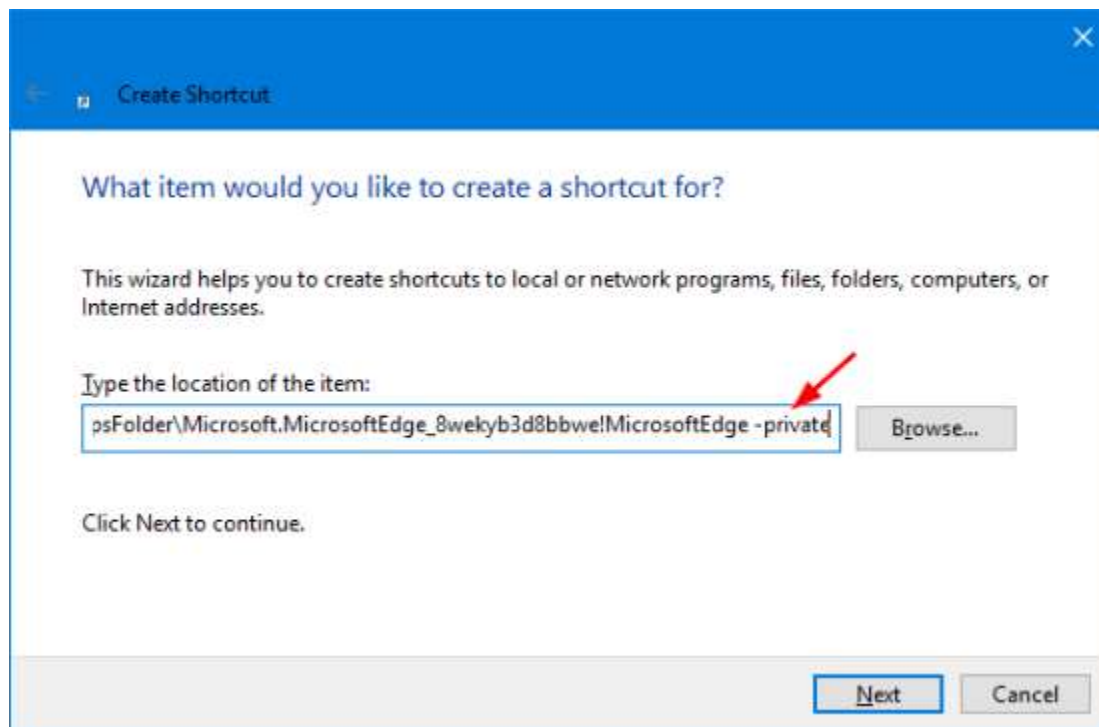 Create Shortcut
What item would you like to create a shortcut for?
This wizard helps you to create shortcuts to local or network programs, files, folders, computers, or
Internet addresses.
Type the location of the item:
psFolder\Microsoft.MicrosoftEdge_8wekyb3d8bbwe!MicrosoftEdge -private
Browse...
Click Next to continue.
Next
Cancel